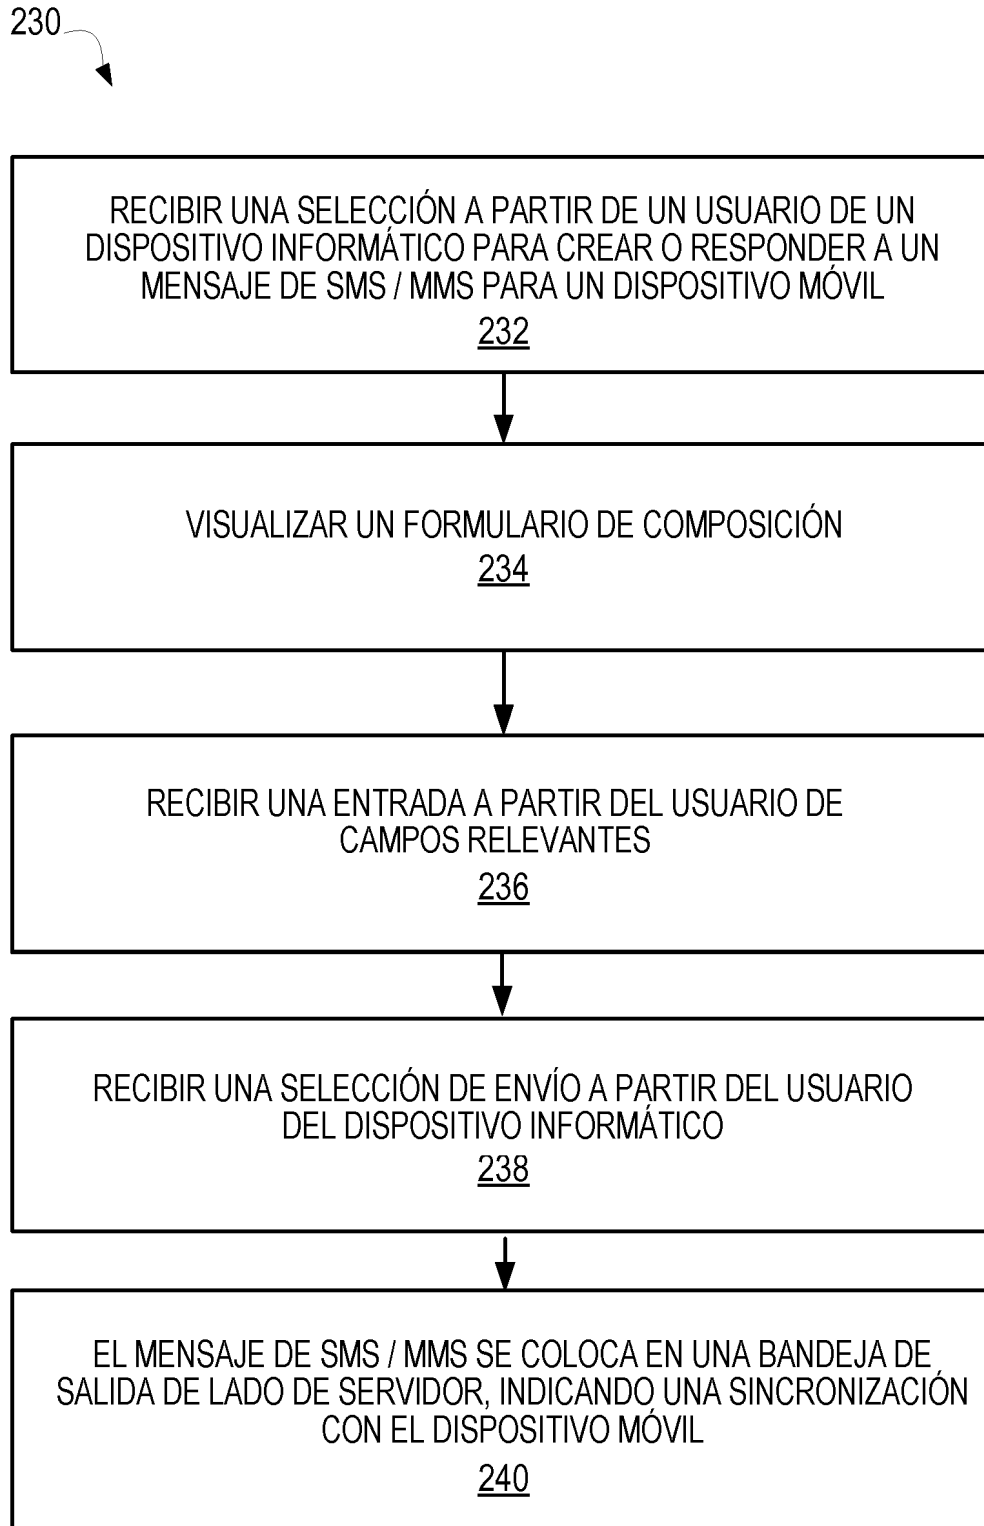 230
RECIBIR UNA SELECCIÓN A PARTIR DE UN USUARIO DE UN
DISPOSITIVO INFORMÁTICO PARA CREAR O RESPONDER A UN
MENSAJE DE SMS / MMS PARA UN DISPOSITIVO MÓVIL
232
VISUALIZAR UN FORMULARIO DE COMPOSICIÓN
234
RECIBIR UNA ENTRADA A PARTIR DEL USUARIO DE
CAMPOS RELEVANTES
236
RECIBIR UNA SELECCIÓN DE ENVÍO A PARTIR DEL USUARIO
DEL DISPOSITIVO INFORMÁTICO
238
EL MENSAJE DE SMS / MMS SE COLOCA EN UNA BANDEJA DE
SALIDA DE LADO DE SERVIDOR, INDICANDO UNA SINCRONIZACIÓN
CON EL DISPOSITIVO MÓVIL
240